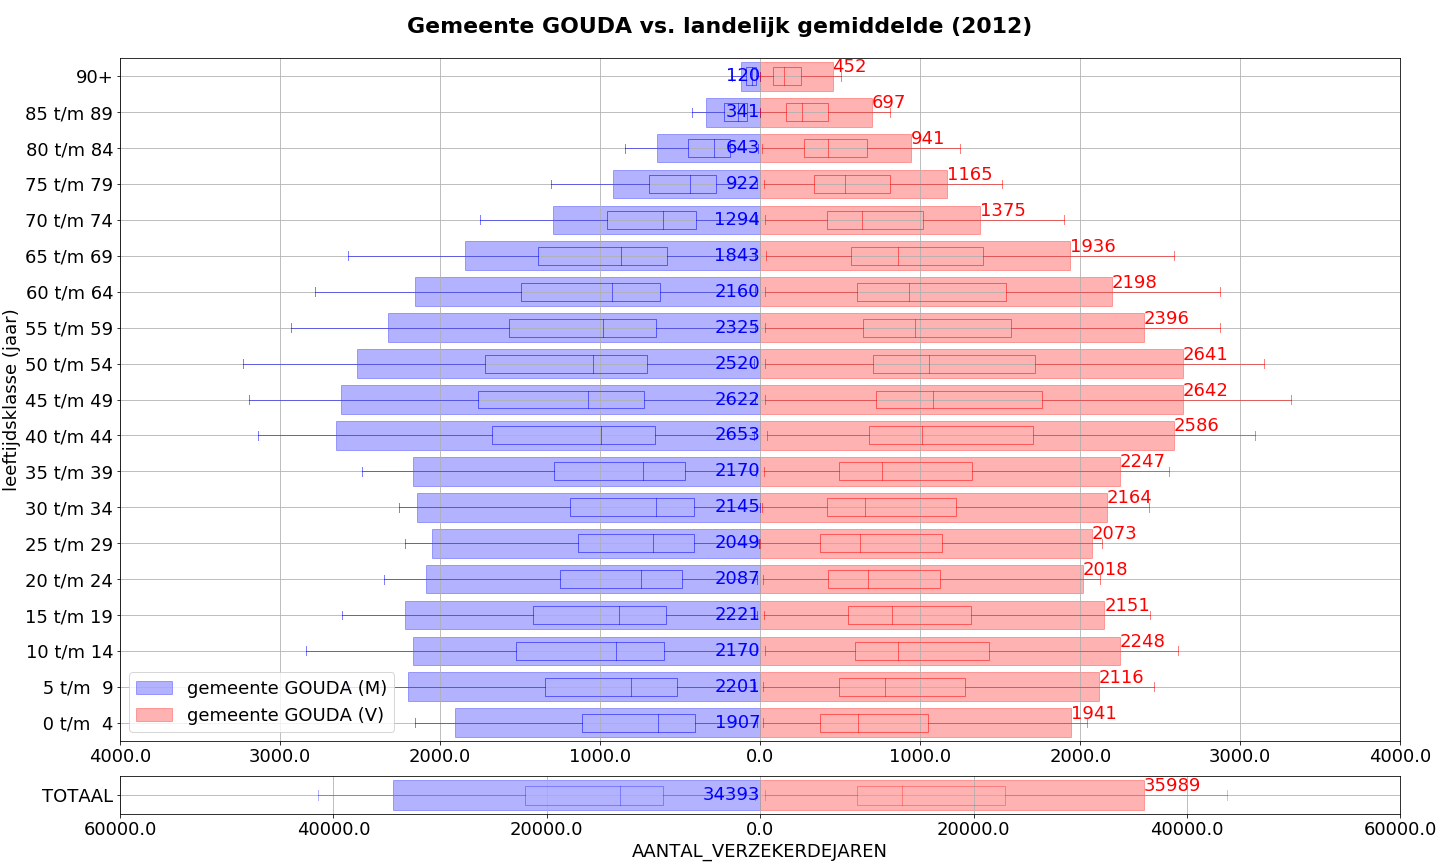 Gemeente GOUDA vs. landelijk gemiddelde (2012)
90+ 120 452
85 t/m 89 341 697
80 t/m 84 643 941
75 t/m 79 922 1165
70 t/m 74 1294 1375
65 t/m 69 1843 1936
60 t/m 64 2160 2198
55 t/m 59 2325 2396
50 t/m 54 2520 2641
45 t/m 49 2622 2642
40 t/m 44 2653 2586
35 t/m 39 2170 2247
30 t/m 34 2145 2164
25 t/m 29 2049 2073
20 t/m 24 2087 2018
15 t/m 19 2221 2151
10 t/m 14 2170 2248
5 t/m 9 2201 2116
0 t/m 4 1907 1941
leeftijdsklasse (jaar)
gemeente GOUDA (M)
gemeente GOUDA (V)
4000.0 3000.0 2000.0 1000.0 0.0 1000.0 2000.0 3000.0 4000.0
TOTAAL 34393 35989
60000.0 40000.0 20000.0 0.0 20000.0 40000.0 60000.0
AANTAL_VERZEKERDEJAREN